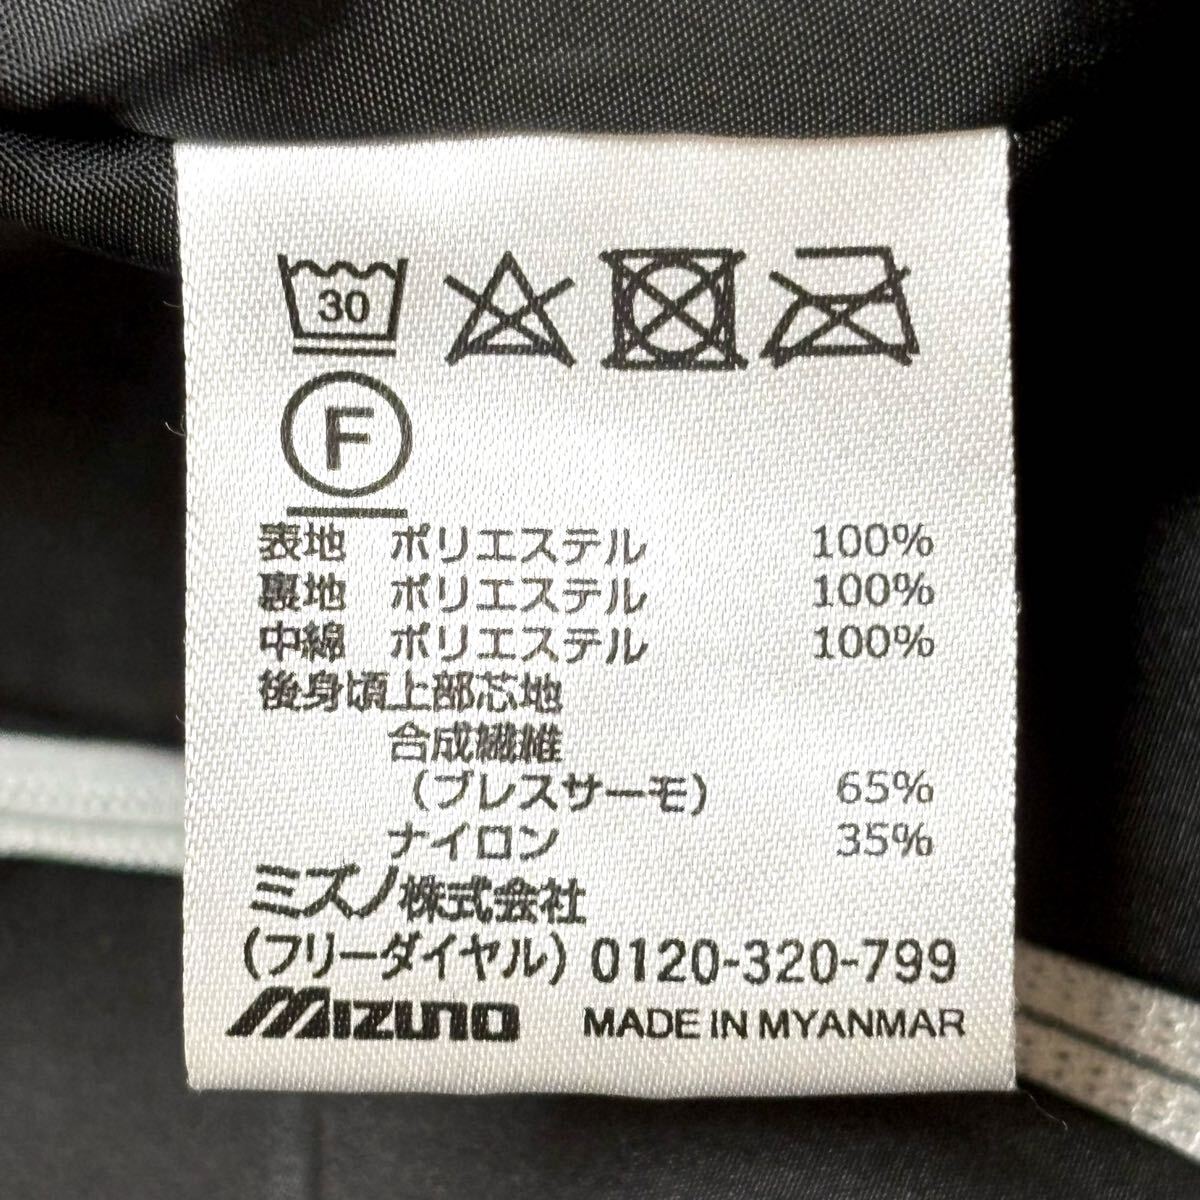 30
F
表地 ポリエステル 100%
裏地 ポリエステル 100%
中綿 ポリエステル 100%
後身頃上部芯地
合成繊維
(ブレスサーモ) 65%
ナイロン 35%
ミズノ株式会社
(フリーダイヤル) 0120-320-799
MIZUNO MADE IN MYANMAR